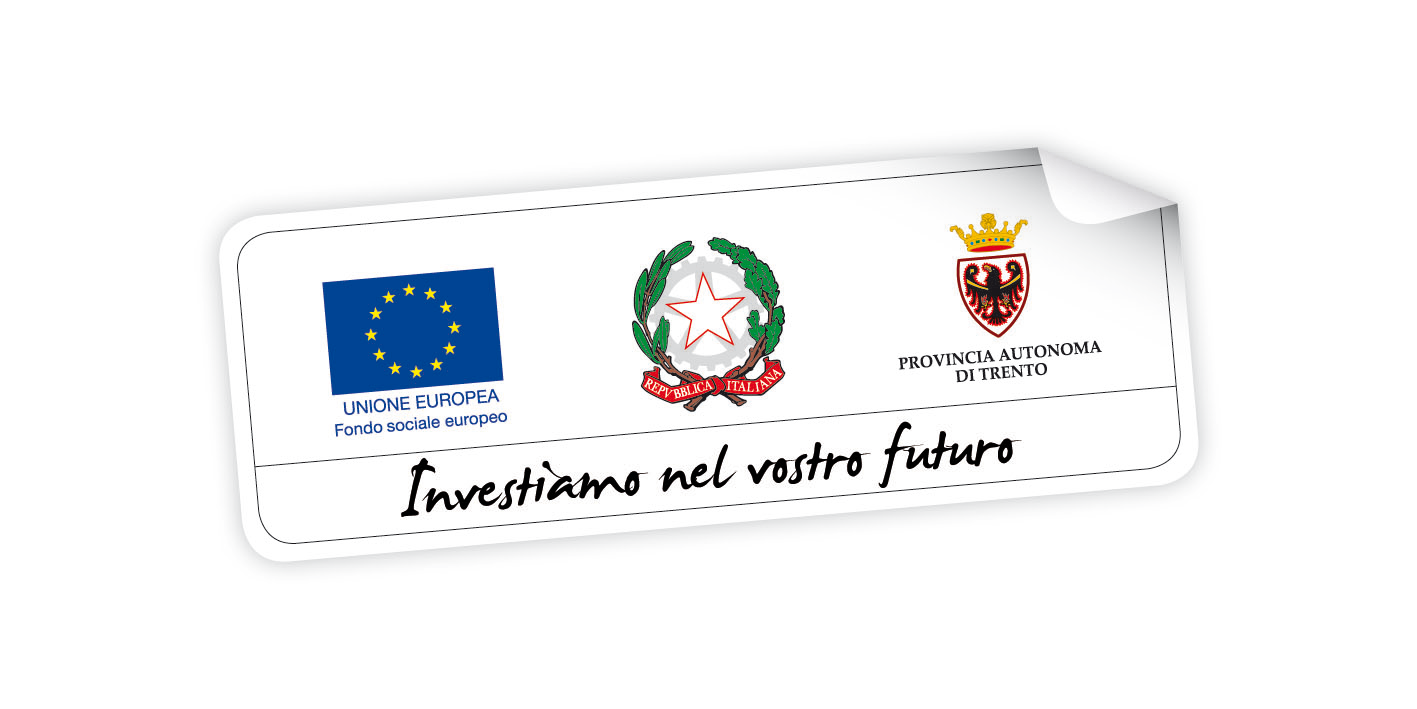 UNIONE EUROPEA
Fondo sociale europeo
REPVBBLICA ITALIANA
PROVINCIA AUTONOMA
DI TRENTO
Investiamo nel vostro futuro